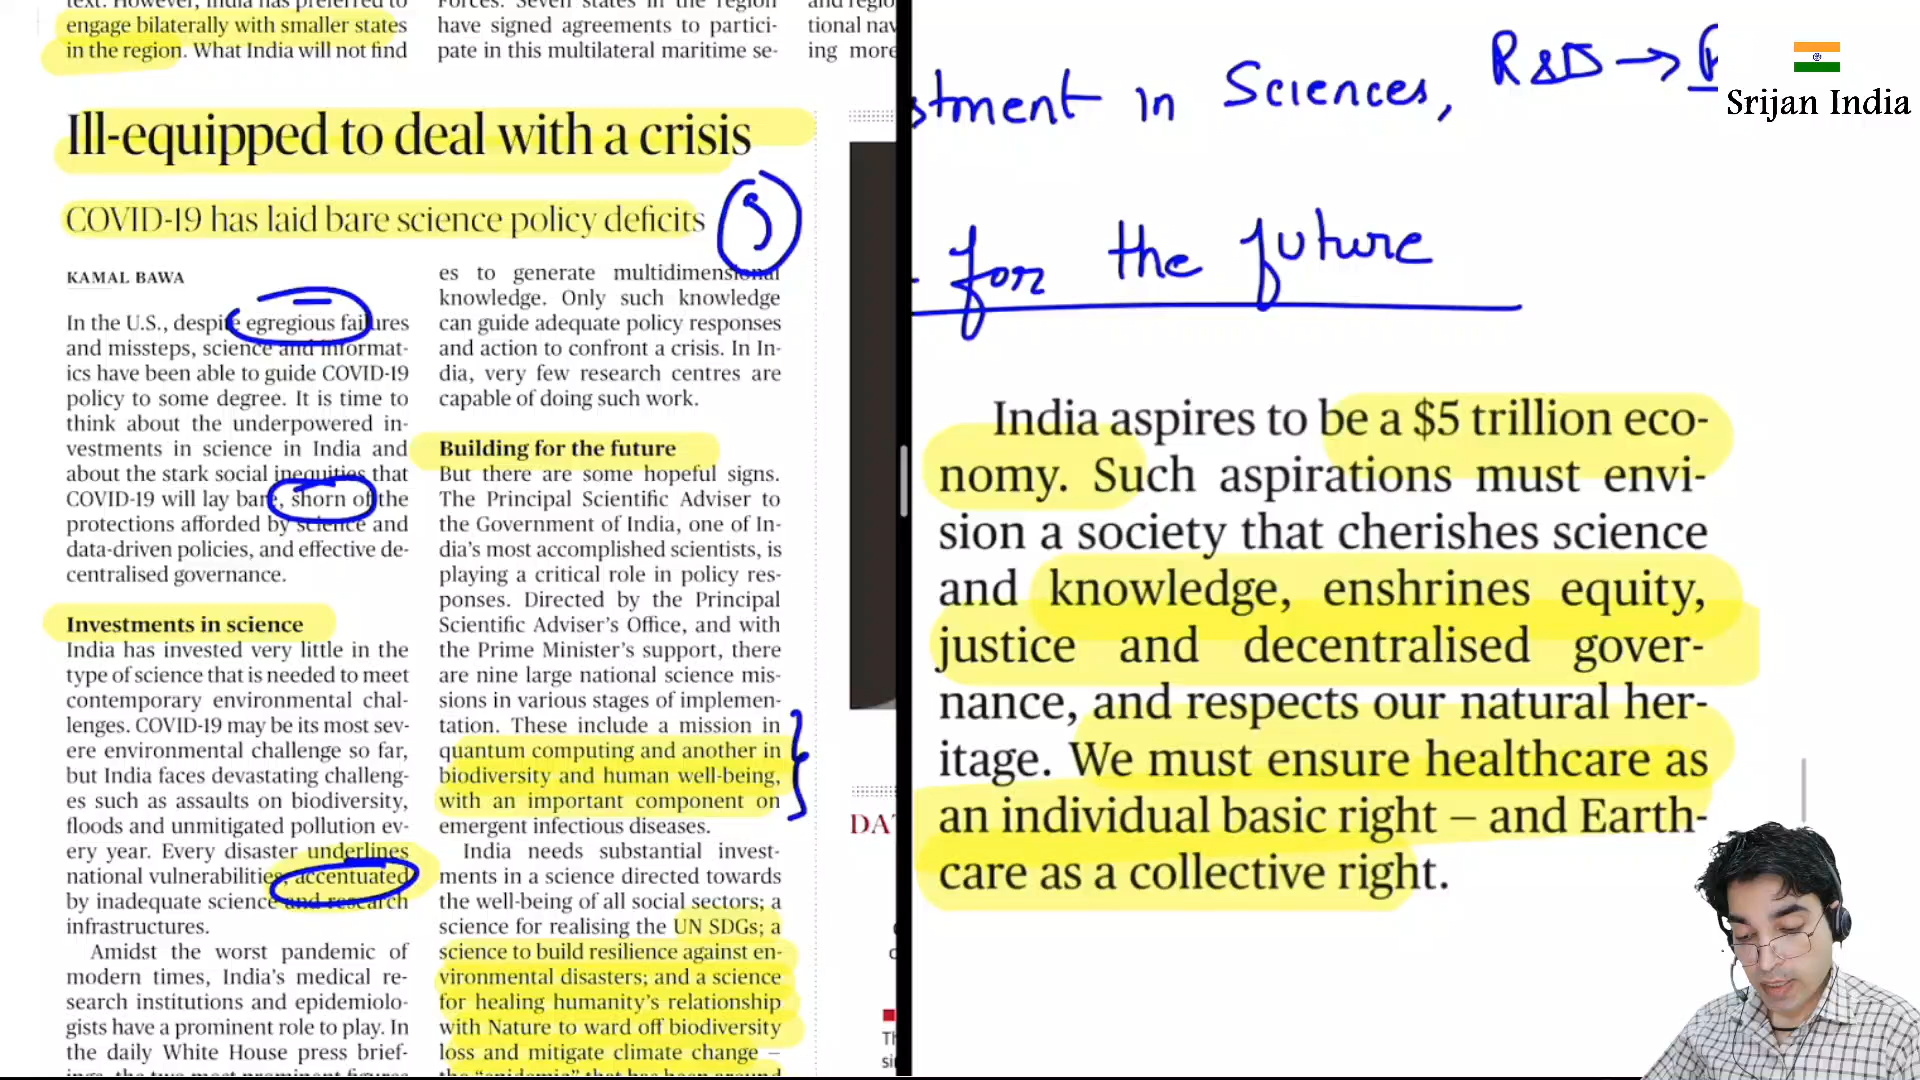 engage bilaterally with smaller states
in the region. What India will not find
have signed agreements to partici-
pate in this multilateral maritime se-
tional nav
ing more
Ill-equipped to deal with a crisis
COVID-19 has laid bare science policy deficits
KAMAL BAWA
In the U.S., despite egregious failures
and missteps, science and informat-
ics have been able to guide COVID-19
policy to some degree. It is time to
think about the underpowered in-
vestments in science in India and
about the stark social inequities that
COVID-19 will lay bare, shorn of the
protections afforded by science and
data-driven policies, and effective de-
centralised governance.
Investments in science
India has invested very little in the
type of science that is needed to meet
contemporary environmental chal-
lenges. COVID-19 may be its most sev-
ere environmental challenge so far,
but India faces devastating challeng-
es such as assaults on biodiversity,
floods and unmitigated pollution ev-
ery year. Every disaster underlines
national vulnerabilities, accentuated
by inadequate science and research
infrastructures.
Amidst the worst pandemic of
modern times, India's medical re-
search institutions and epidemiolo-
gists have a prominent role to play. In
the daily White House press brief-
es to generate multidimensional
knowledge. Only such knowledge
can guide adequate policy responses
and action to confront a crisis. In In-
dia, very few research centres are
capable of doing such work.
Building for the future
But there are some hopeful signs.
The Principal Scientific Adviser to
the Government of India, one of In-
dia's most accomplished scientists, is
playing a critical role in policy res-
ponses. Directed by the Principal
Scientific Adviser's Office, and with
the Prime Minister's support, there
are nine large national science mis-
sions in various stages of implemen-
tation. These include a mission in
quantum computing and another in
biodiversity and human well-being,
with an important component on
emergent infectious diseases.
India needs substantial invest-
ments in a science directed towards
the well-being of all social sectors; a
science for realising the UN SDGs; a
science to build resilience against en-
vironmental disasters; and a science
for healing humanity's relationship
with Nature to ward off biodiversity
loss and mitigate climate change –
DA
stment in Sciences, R&D →
for the future
India aspires to be a $5 trillion eco-
nomy. Such aspirations must envi-
sion a society that cherishes science
and knowledge, enshrines equity,
justice and decentralised gover-
nance, and respects our natural her-
itage. We must ensure healthcare as
an individual basic right – and Earth-
care as a collective right.
Srijan India